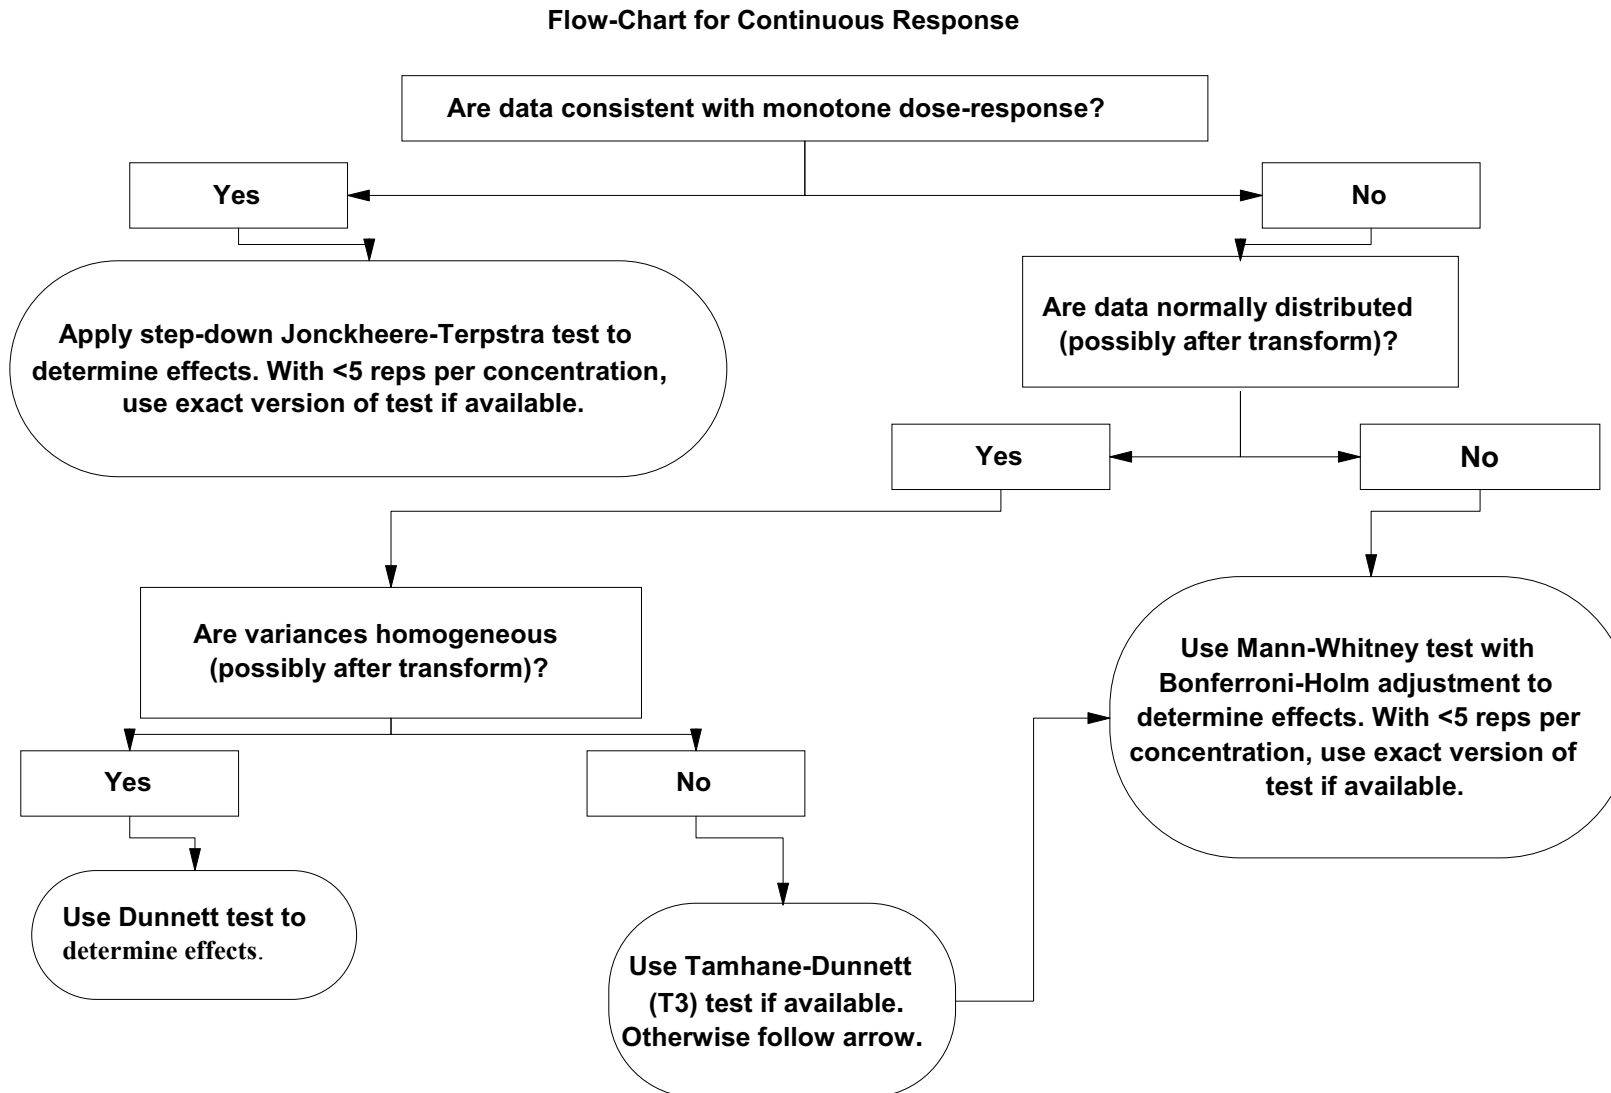 Flow-Chart for Continuous Response
Are data consistent with monotone dose-response?
Yes
No
Apply step-down Jonckheere-Terpstra test to
determine effects. With <5 reps per concentration,
use exact version of test if available.
Are data normally distributed
(possibly after transform)?
Yes
No
Are variances homogeneous
(possibly after transform)?
Use Mann-Whitney test with
Bonferroni-Holm adjustment to
determine effects. With <5 reps per
concentration, use exact version of
test if available.
Yes
No
Use Dunnett test to
determine effects.
Use Tamhane-Dunnett
(T3) test if available.
Otherwise follow arrow.